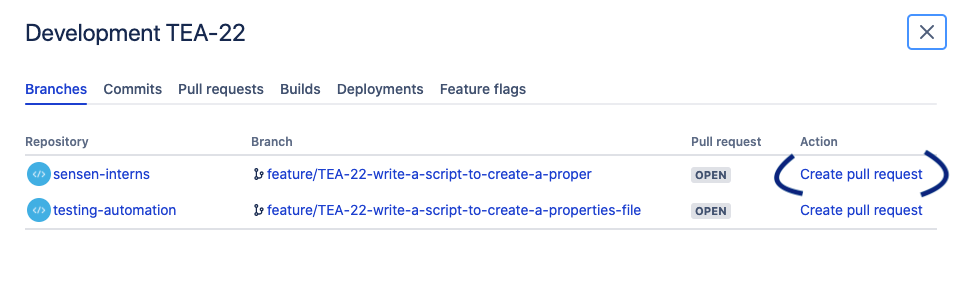 Development TEA-22
Branches Commits Pull requests Builds Deployments Feature flags
Repository Branch Pull request Action
sensen-interns feature/TEA-22-write-a-script-to-create-a-proper OPEN Create pull request
testing-automation feature/TEA-22-write-a-script-to-create-a-properties-file OPEN Create pull request